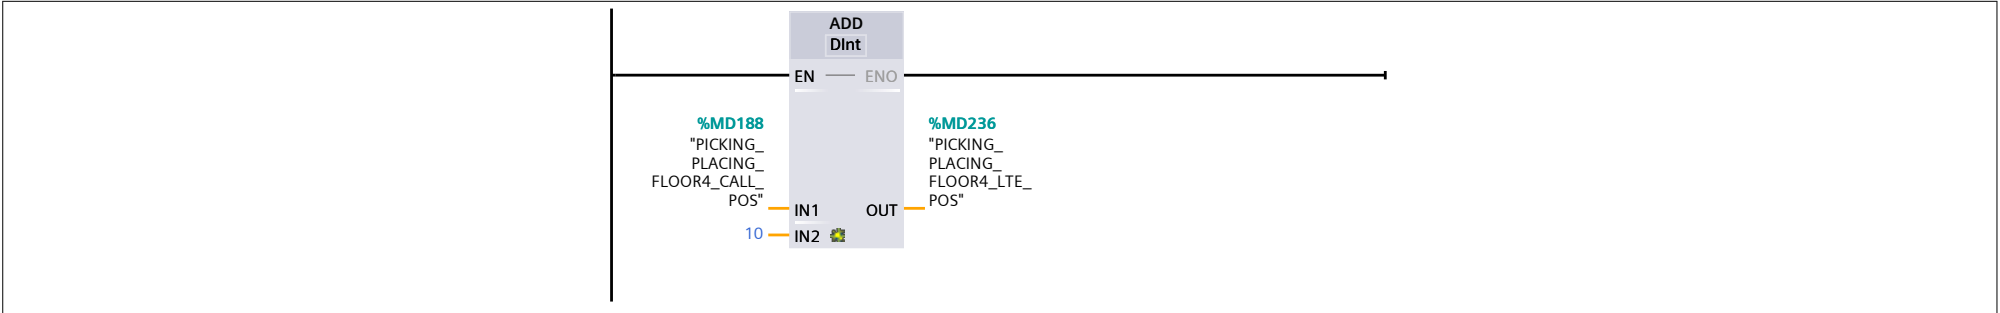 ADD
DInt
EN
ENO
%MD188
"PICKING_
PLACING_
FLOOR4_CALL_
POS"
IN1
10
IN2
%MD236
"PICKING_
PLACING_
FLOOR4_LTE_
POS"
OUT